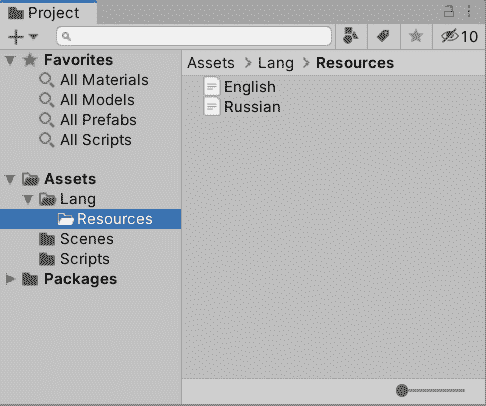 Project
10
Favorites
All Materials
All Models
All Prefabs
All Scripts
Assets
Lang
Resources
Scenes
Scripts
Packages
Assets > Lang > Resources
English
Russian